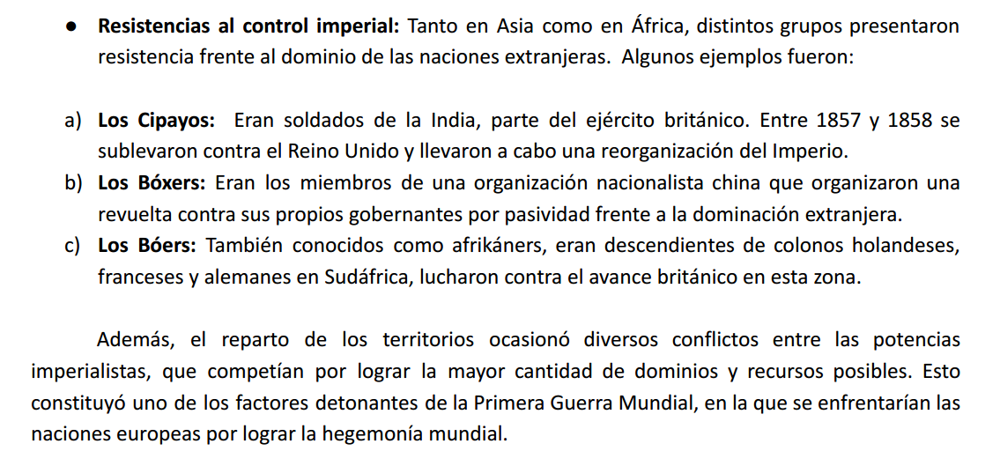 ● Resistencias al control imperial: Tanto en Asia como en África, distintos grupos presentaron
resistencia frente al dominio de las naciones extranjeras. Algunos ejemplos fueron:
a) Los Cipayos: Eran soldados de la India, parte del ejército británico. Entre 1857 y 1858 se
sublevaron contra el Reino Unido y llevaron a cabo una reorganización del Imperio.
b) Los Bóxers: Eran los miembros de una organización nacionalista china que organizaron una
revuelta contra sus propios gobernantes por pasividad frente a la dominación extranjera.
c) Los Bóers: También conocidos como afrikáners, eran descendientes de colonos holandeses,
franceses y alemanes en Sudáfrica, lucharon contra el avance británico en esta zona.
Además, el reparto de los territorios ocasionó diversos conflictos entre las potencias
imperialistas, que competían por lograr la mayor cantidad de dominios y recursos posibles. Esto
constituyó uno de los factores detonantes de la Primera Guerra Mundial, en la que se enfrentarían las
naciones europeas por lograr la hegemonía mundial.